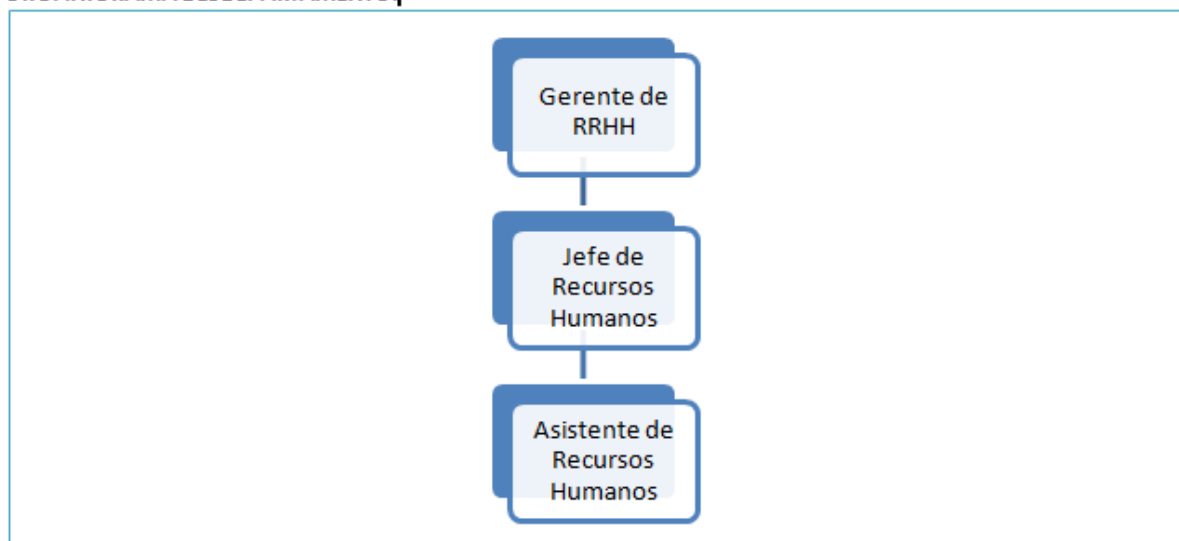 Gerente de
RRHH
Jefe de
Recursos
Humanos
Asistente de
Recursos
Humanos